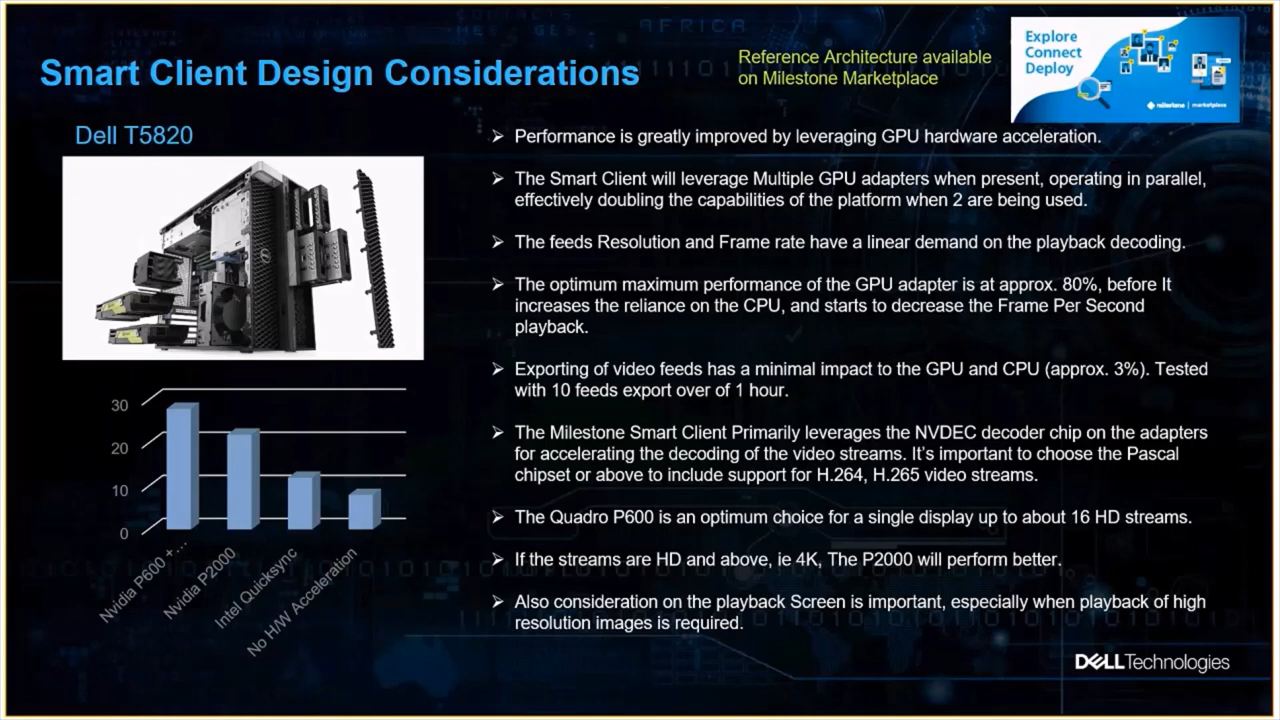 AFRICA
Smart Client Design Considerations
Reference Architecture available
on Milestone Marketplace
Explore
Connect
Deploy
milestone | marketplace
Dell T5820
➢ Performance is greatly improved by leveraging GPU hardware acceleration.
➢ The Smart Client will leverage Multiple GPU adapters when present, operating in parallel,
effectively doubling the capabilities of the platform when 2 are being used.
➢ The feeds Resolution and Frame rate have a linear demand on the playback decoding.
➢ The optimum maximum performance of the GPU adapter is at approx. 80%, before It
increases the reliance on the CPU, and starts to decrease the Frame Per Second
playback.
➢ Exporting of video feeds has a minimal impact to the GPU and CPU (approx. 3%). Tested
with 10 feeds export over of 1 hour.
➢ The Milestone Smart Client Primarily leverages the NVDEC decoder chip on the adapters
for accelerating the decoding of the video streams. It's important to choose the Pascal
chipset or above to include support for H.264, H.265 video streams.
➢ The Quadro P600 is an optimum choice for a single display up to about 16 HD streams.
➢ If the streams are HD and above, ie 4K, The P2000 will perform better.
➢ Also consideration on the playback Screen is important, especially when playback of high
resolution images is required.
30
20
10
0
Nvidia P600 +...
Nvidia P2000
Intel Quicksync
No H/W Acceleration
DELLTechnologies